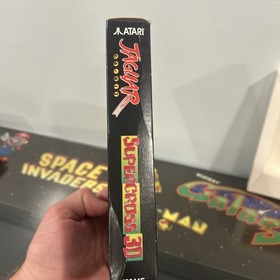 ATARI
JAGUAR
SUPERCROSS 3D
SPACE
INVADERS
MAN